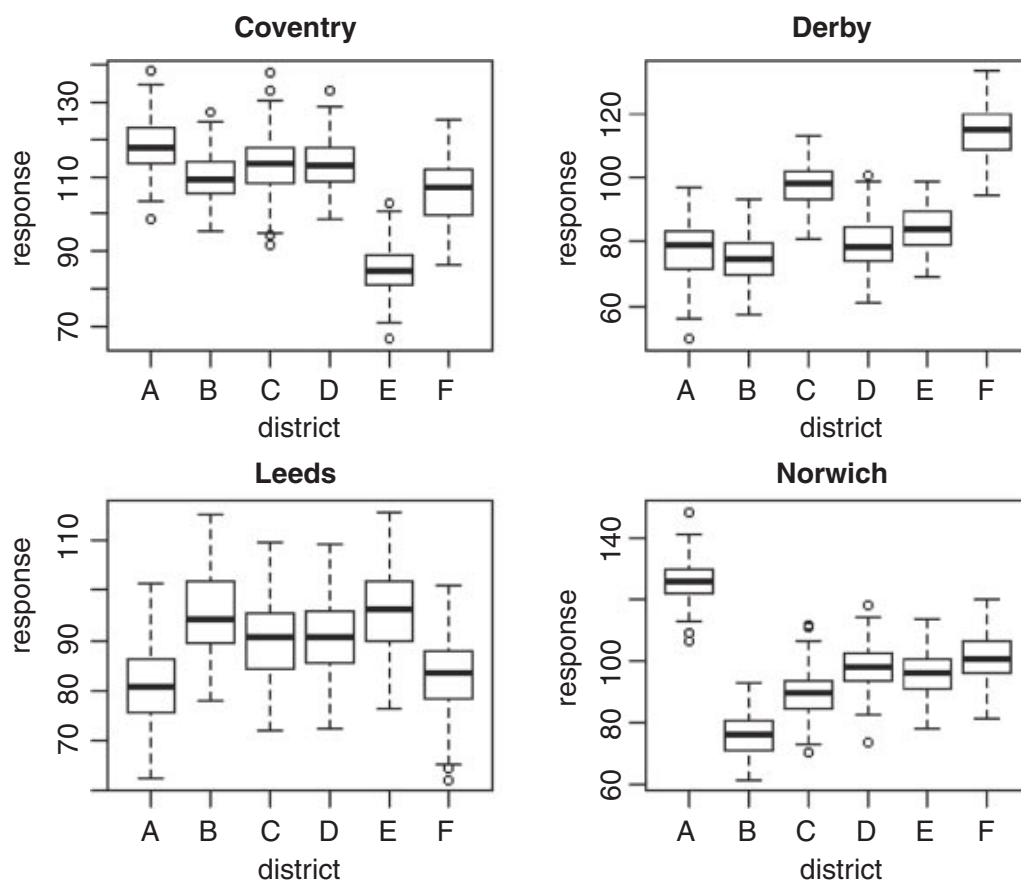 Coventry
response
130
110
90
70
A B C D E F
district
Derby
response
120
100
80
60
A B C D E F
district
Leeds
response
110
90
80
70
A B C D E F
district
Norwich
response
140
100
80
60
A B C D E F
district